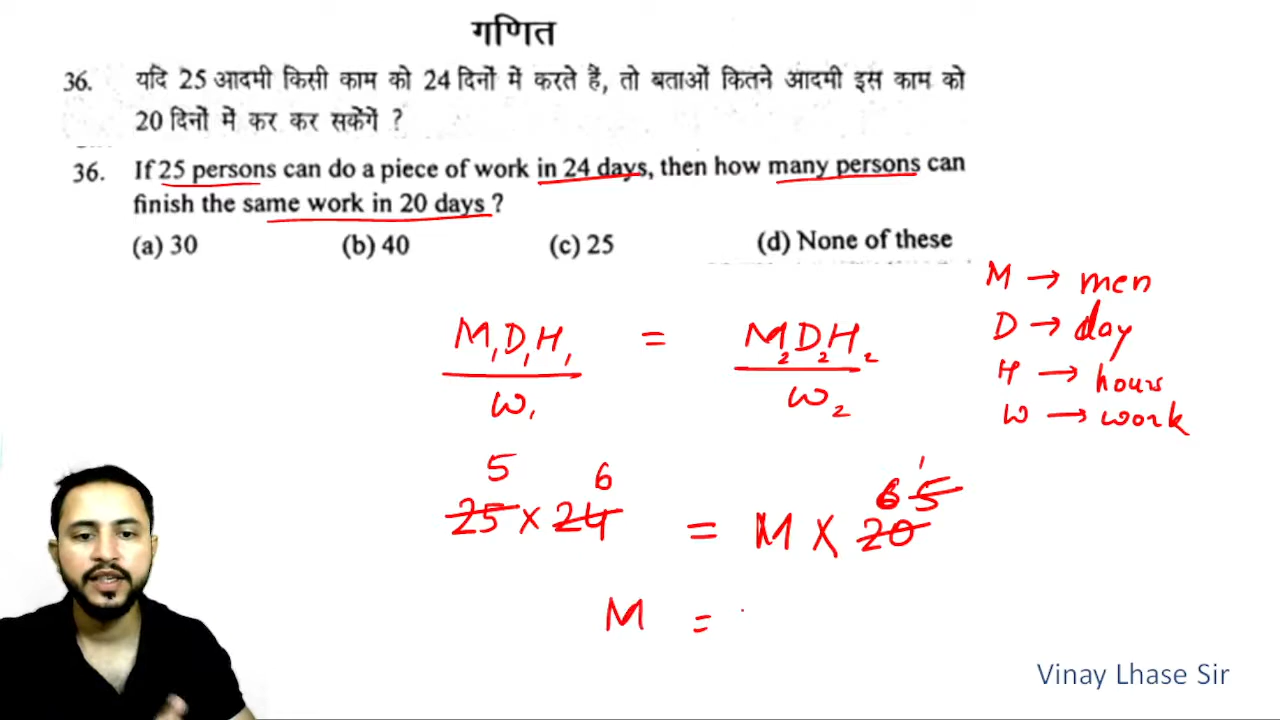 गणित
36. यदि 25 आदमी किसी काम को 24 दिनों में करते हैं, तो बताओं कितने आदमी इस काम को
20 दिनों में कर कर सकेंगें ?
36. If 25 persons can do a piece of work in 24 days, then how many persons can
finish the same work in 20 days ?
(a) 30 (b) 40 (c) 25 (d) None of these
M → men
D → day
H → hours
W → work
M₁D₁H₁ = M₂D₂H₂
W₁ W₂
5 6 6 5 1
25 × 24 = M × 20
M =
Vinay Lhase Sir